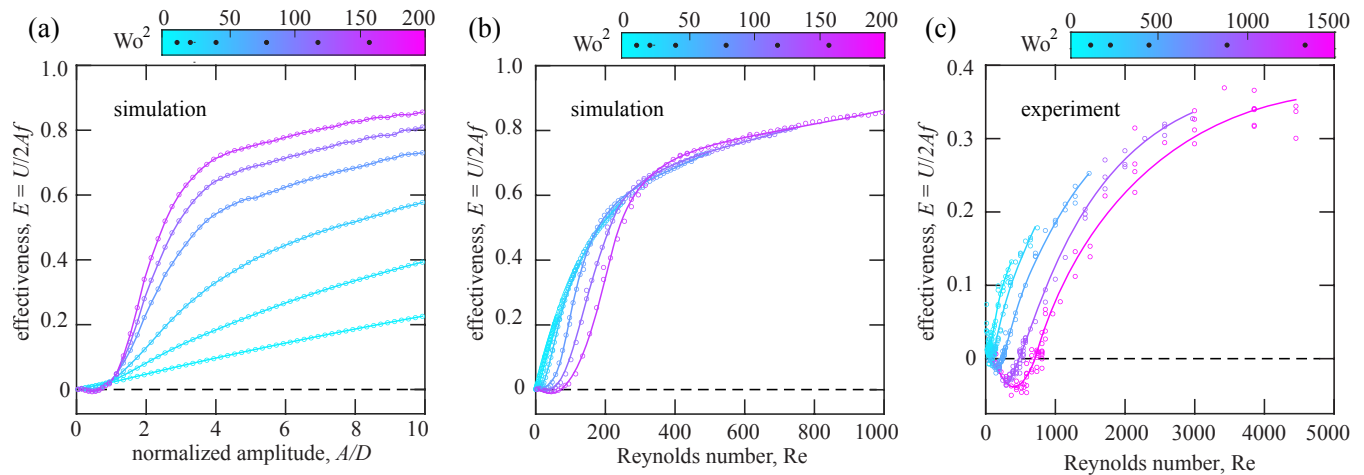 (a)
Wo²
0 50 100 150 200
simulation
effectiveness, E = U/2Af
1.0
0.8
0.6
0.4
0.2
0
0 2 4 6 8 10
normalized amplitude, A/D
(b)
Wo²
0 50 100 150 200
simulation
effectiveness, E = U/2Af
1.0
0.8
0.6
0.4
0.2
0
0 200 400 600 800 1000
Reynolds number, Re
(c)
Wo²
0 500 1000 1500
experiment
effectiveness, E = U/2Af
0.4
0.3
0.2
0.1
0
0 1000 2000 3000 4000 5000
Reynolds number, Re